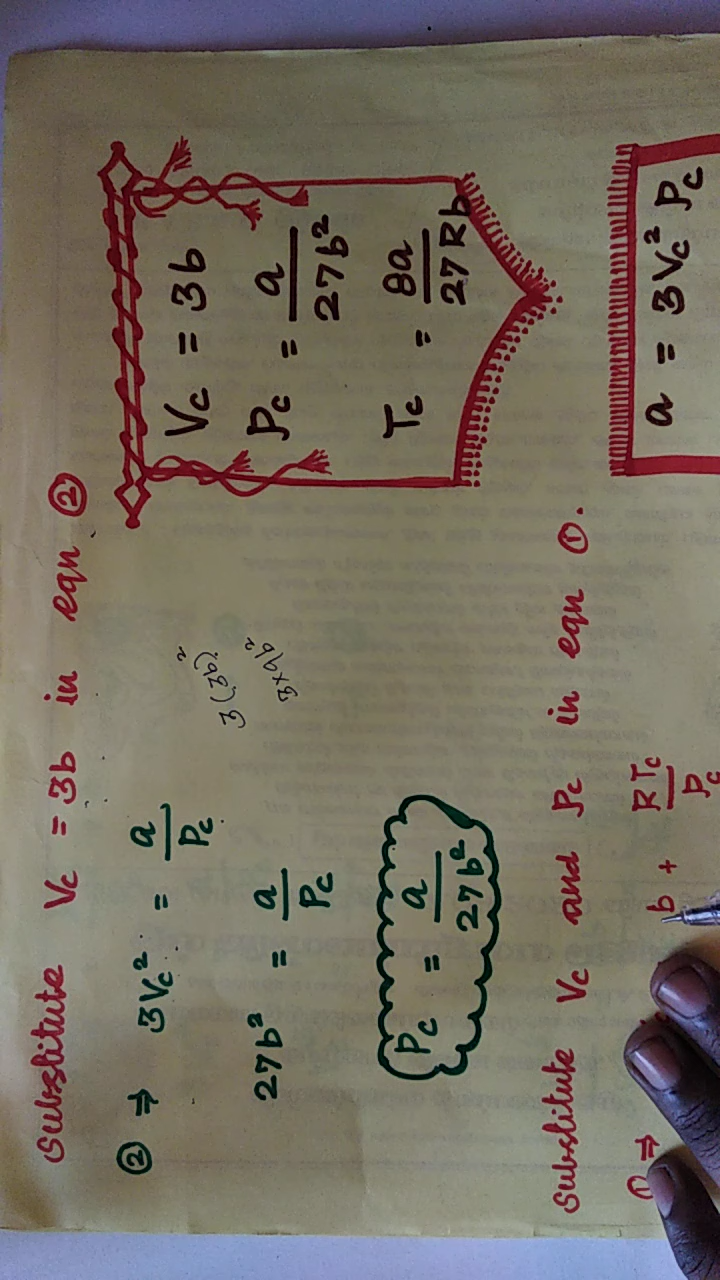 Substitute Vc = 3b in eqn. ②
② ⇒ 3Vc² = a/Pc
3(3b)²
3×9b²
27b² = a/Pc
Pc = a/27b²
Vc = 3b
Pc = a/27b²
Tc = 8a/27Rb
Substitute Vc and Pc in eqn ①.
① ⇒ b + RTc/Pc
a = 3Vc² Pc